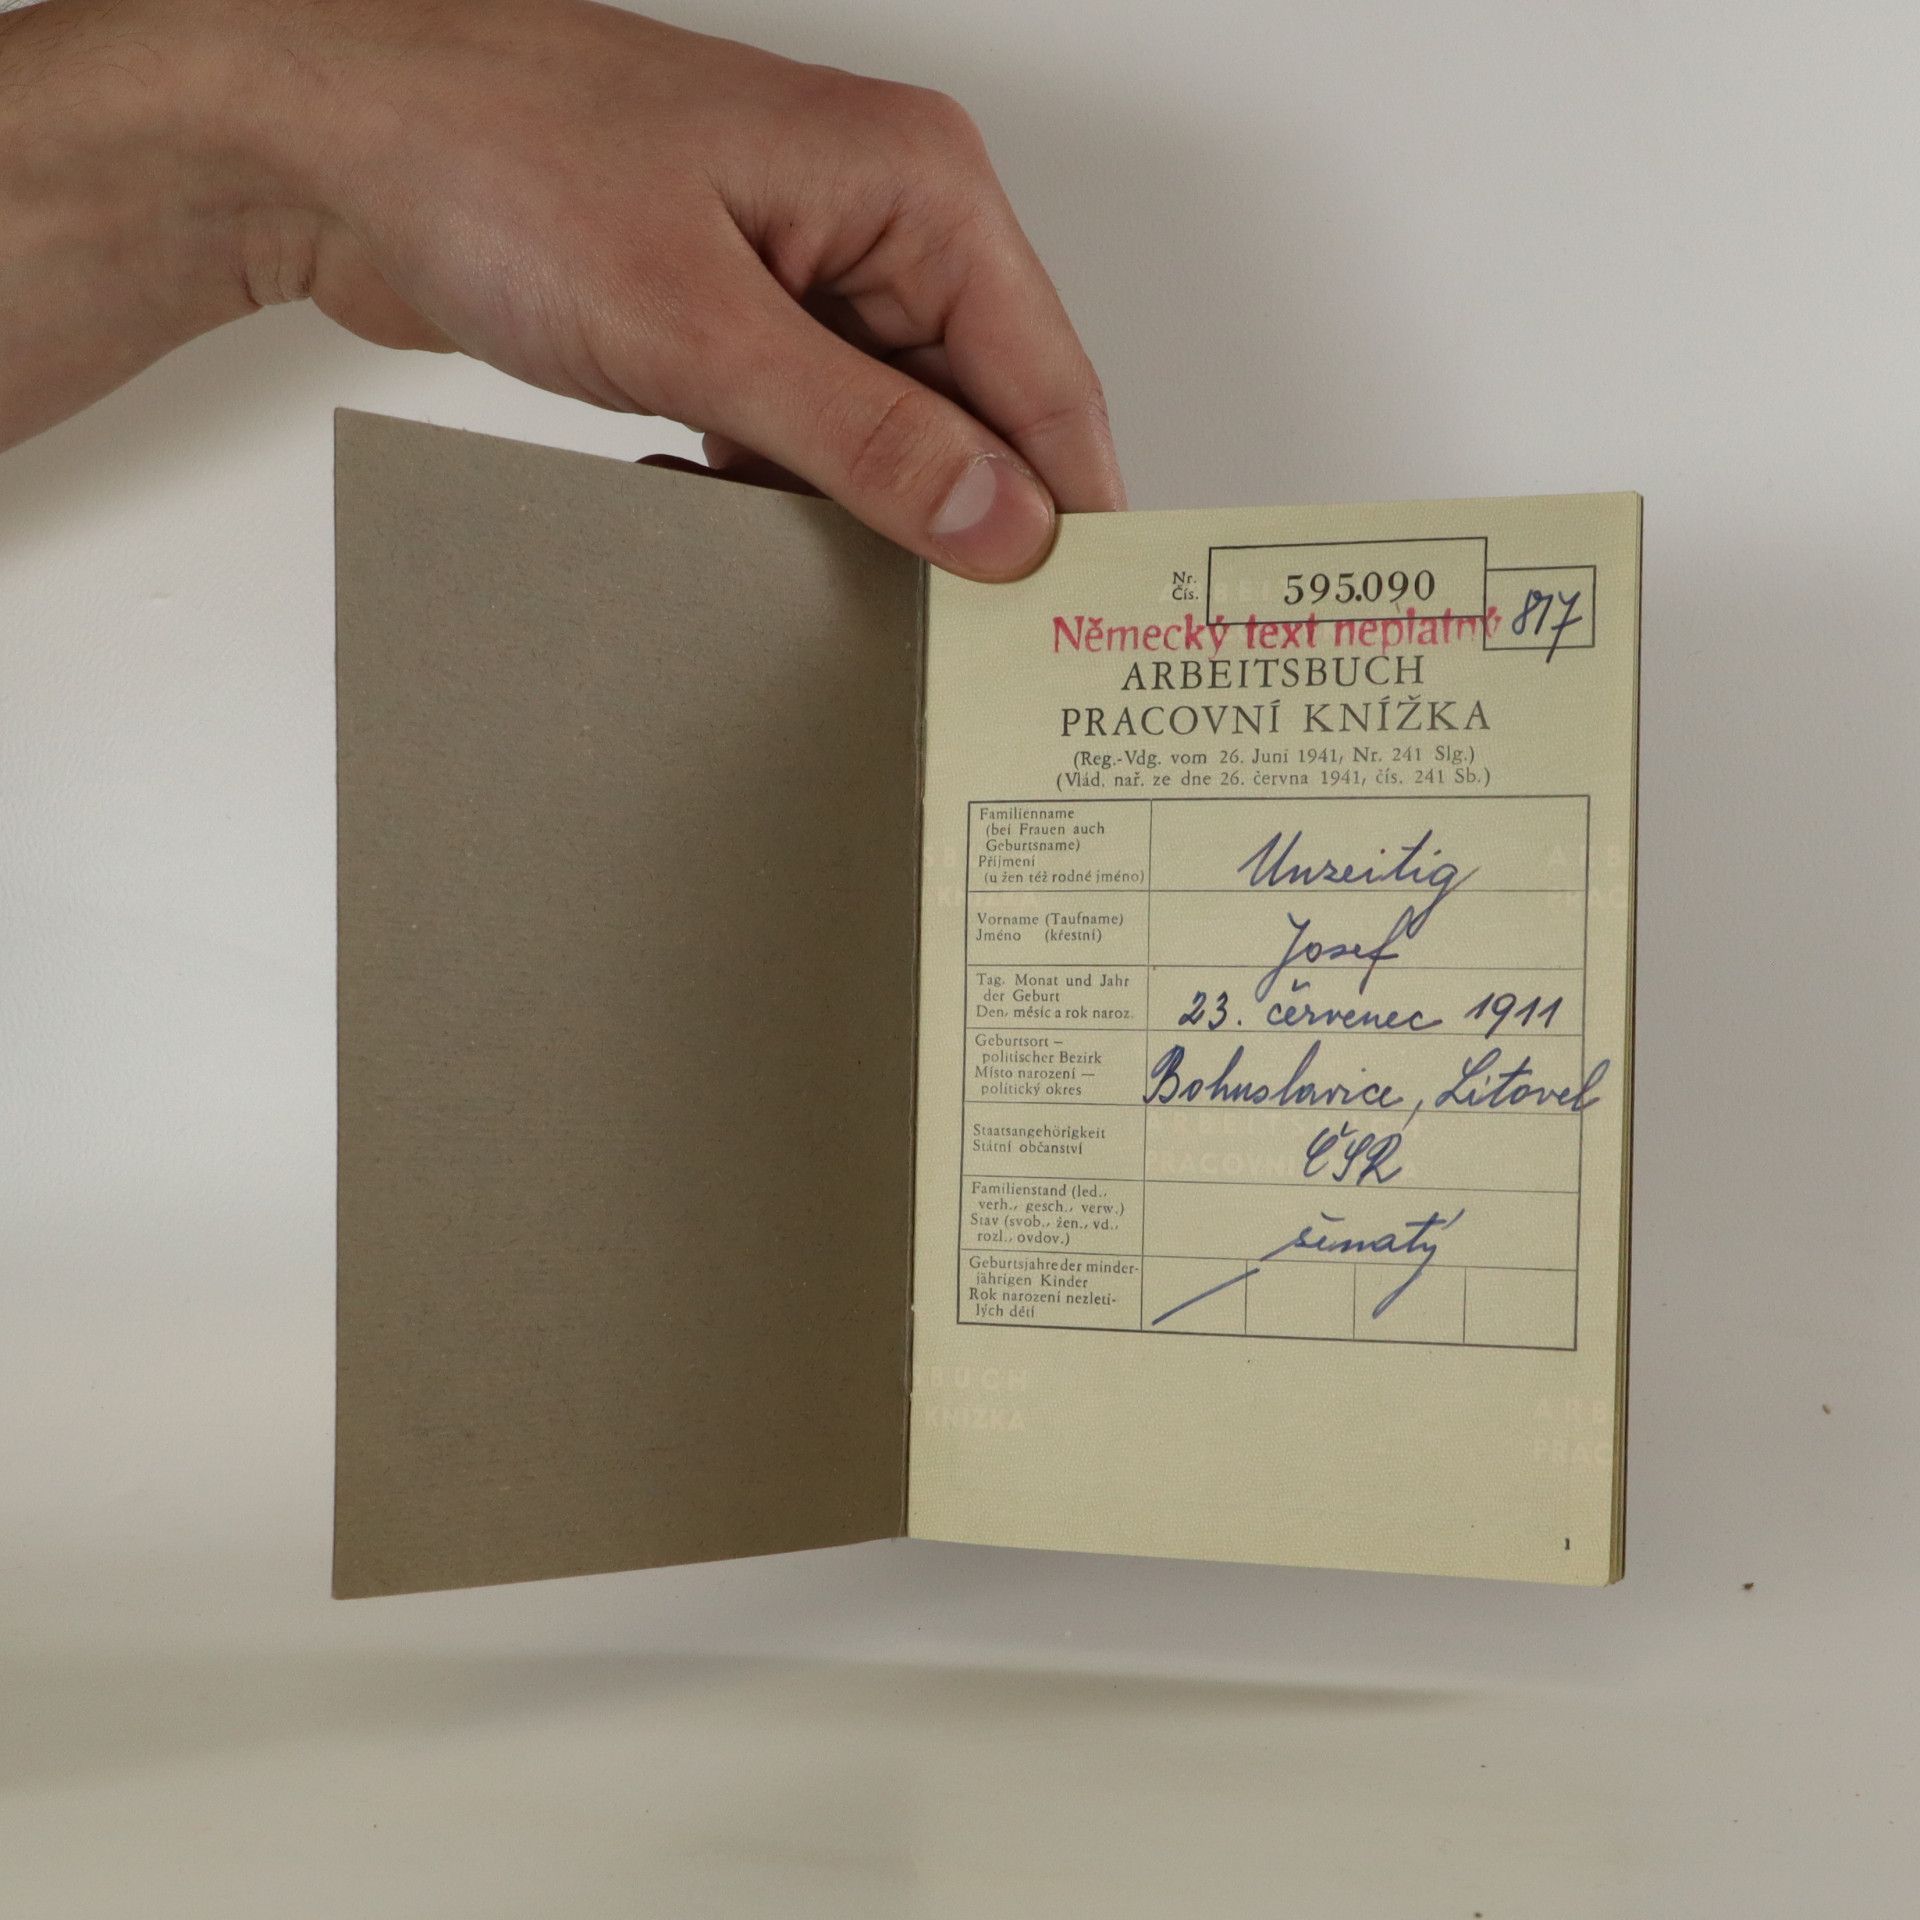 Nr.
Čís.
595.090
817
Německý text neplatný
ARBEITSBUCH
PRACOVNÍ KNÍŽKA
(Reg.-Vdg. vom 26. Juni 1941, Nr. 241 Slg.)
(Vlád. nař. ze dne 26. června 1941, čís. 241 Sb.)
Familienname
(bei Frauen auch
Geburtsname)
Příjmení
(u žen též rodné jméno)
Unzeitig
Vorname (Taufname)
Jméno (křestní)
Josef
Tag, Monat und Jahr
der Geburt
Den, měsíc a rok naroz.
23. červenec 1911
Geburtsort —
politischer Bezirk
Místo narození —
politický okres
Bohuslavice, Litovel
Staatsangehörigkeit
Státní občanství
ČSR
Familienstand (led.,
verh., gesch., verw.)
Stav (svob., žen., vd.,
rozl., ovdov.)
ženatý
Geburtsjahre der minder-
jährigen Kinder
Rok narození nezleti-
lých dětí
1